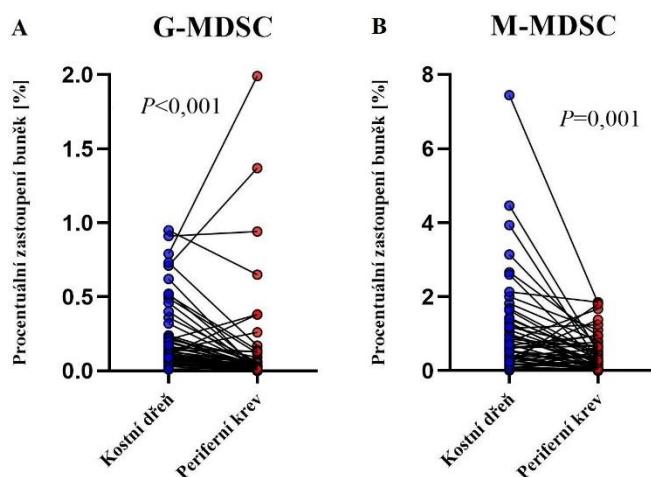 A
G-MDSC
Procentuální zastoupení buněk [%]
2.0
1.5
1.0
0.5
0.0
P<0,001
Kostní dřeň
Periferní krev
B
M-MDSC
Procentuální zastoupení buněk [%]
8
6
4
2
0
P=0,001
Kostní dřeň
Periferní krev